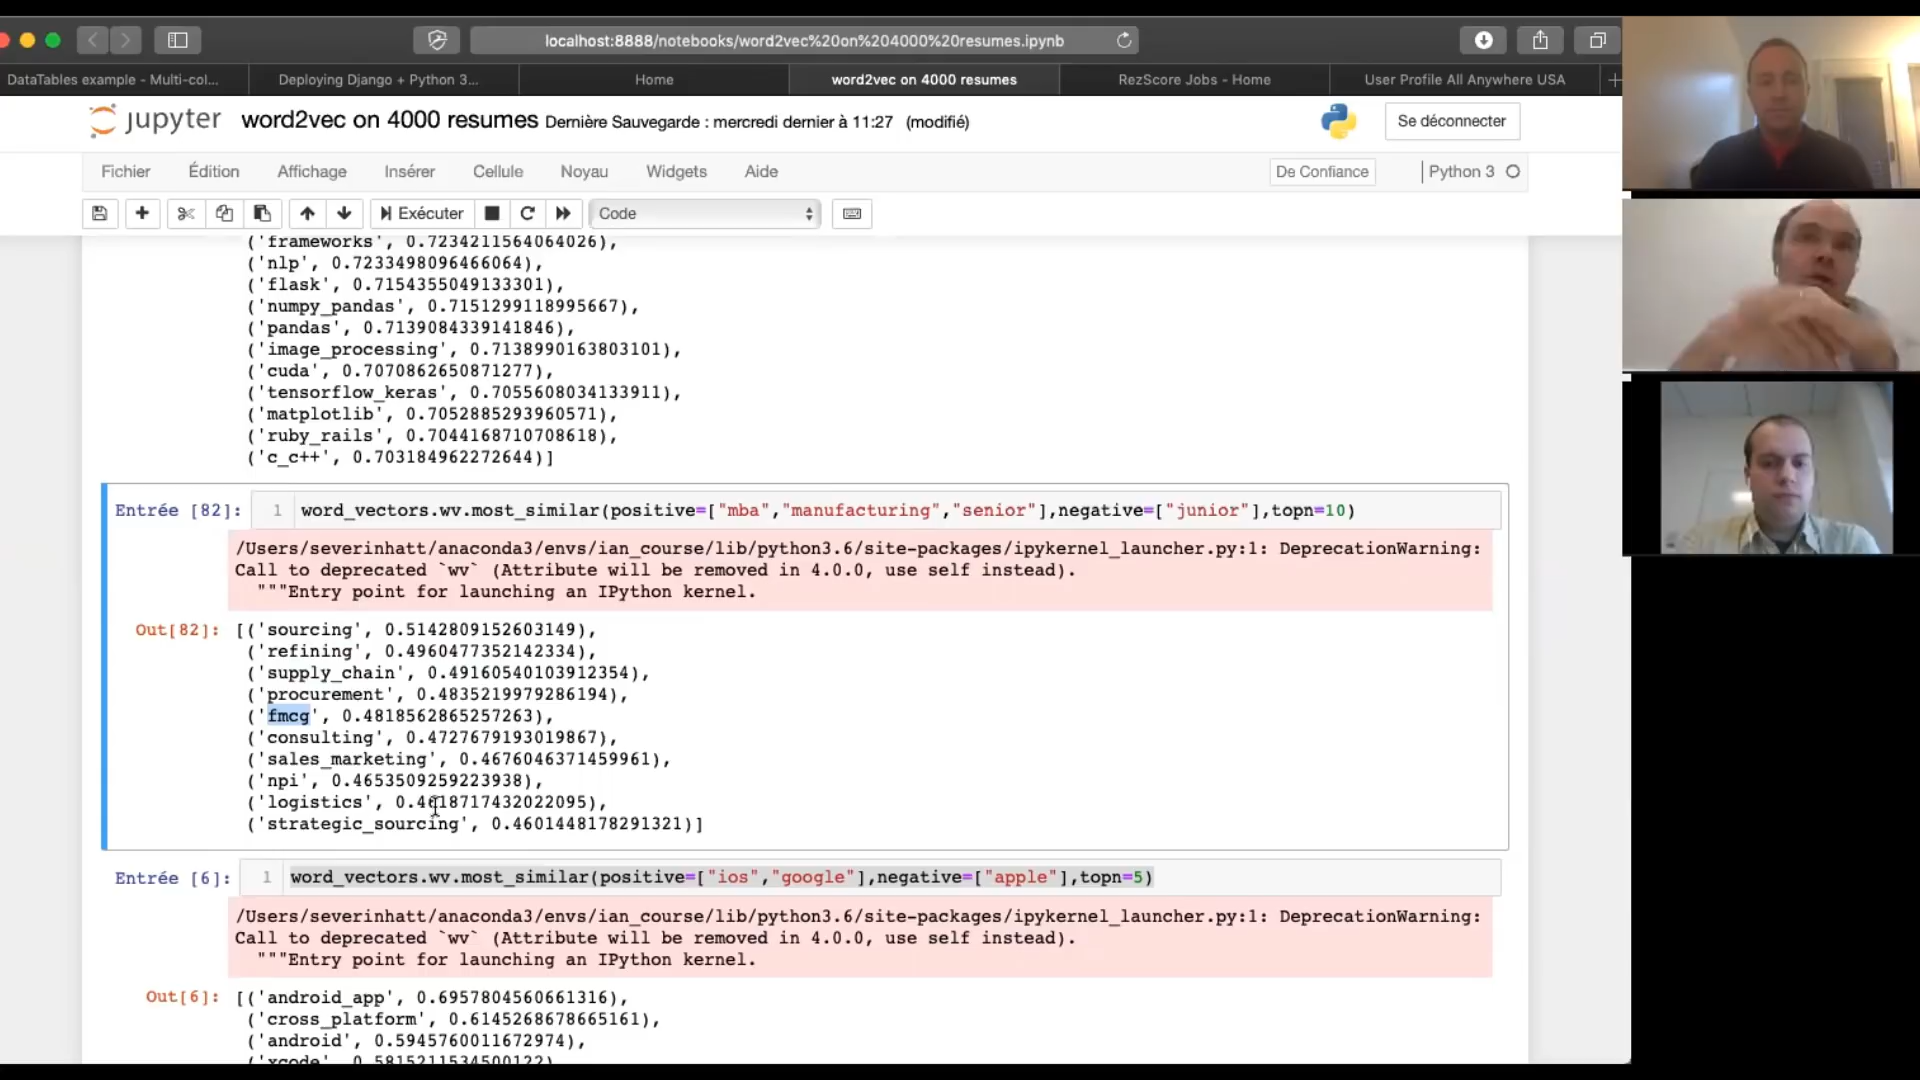 localhost:8888/notebooks/word2vec%20on%204000%20resumes.ipynb
DataTables example - Multi-col...
Deploying Django + Python 3...
Home
word2vec on 4000 resumes
RezScore Jobs - Home
User Profile All Anywhere USA
jupyter word2vec on 4000 resumes Dernière Sauvegarde : mercredi dernier à 11:27 (modifié)
Se déconnecter
Fichier Édition Affichage Insérer Cellule Noyau Widgets Aide
De Confiance
Python 3
Exécuter
Code
('frameworks', 0.7234211564064026),
('nlp', 0.7233498096466064),
('flask', 0.7154355049133301),
('numpy_pandas', 0.7151299118995667),
('pandas', 0.7139084339141846),
('image_processing', 0.7138990163803101),
('cuda', 0.7070862650871277),
('tensorflow_keras', 0.7055608034133911),
('matplotlib', 0.7052885293960571),
('ruby_rails', 0.7044168710708618),
('c_c++', 0.703184962272644)]
Entrée [82]: 1 word_vectors.wv.most_similar(positive=["mba","manufacturing","senior"],negative=["junior"],topn=10)
/Users/severinhatt/anaconda3/envs/ian_course/lib/python3.6/site-packages/ipykernel_launcher.py:1: DeprecationWarning:
Call to deprecated `wv` (Attribute will be removed in 4.0.0, use self instead).
"""Entry point for launching an IPython kernel.
Out[82]: [('sourcing', 0.5142809152603149),
('refining', 0.4960477352142334),
('supply_chain', 0.49160540103912354),
('procurement', 0.4835219979286194),
('fmcg', 0.4818562865257263),
('consulting', 0.4727679193019867),
('sales_marketing', 0.4676046371459961),
('npi', 0.4653509259223938),
('logistics', 0.4618717432022095),
('strategic_sourcing', 0.4601448178291321)]
Entrée [6]: 1 word_vectors.wv.most_similar(positive=["ios","google"],negative=["apple"],topn=5)
/Users/severinhatt/anaconda3/envs/ian_course/lib/python3.6/site-packages/ipykernel_launcher.py:1: DeprecationWarning:
Call to deprecated `wv` (Attribute will be removed in 4.0.0, use self instead).
"""Entry point for launching an IPython kernel.
Out[6]: [('android_app', 0.6957804560661316),
('cross_platform', 0.6145268678665161),
('android', 0.5945760011672974),
('xcode', 0.5815211534500122),